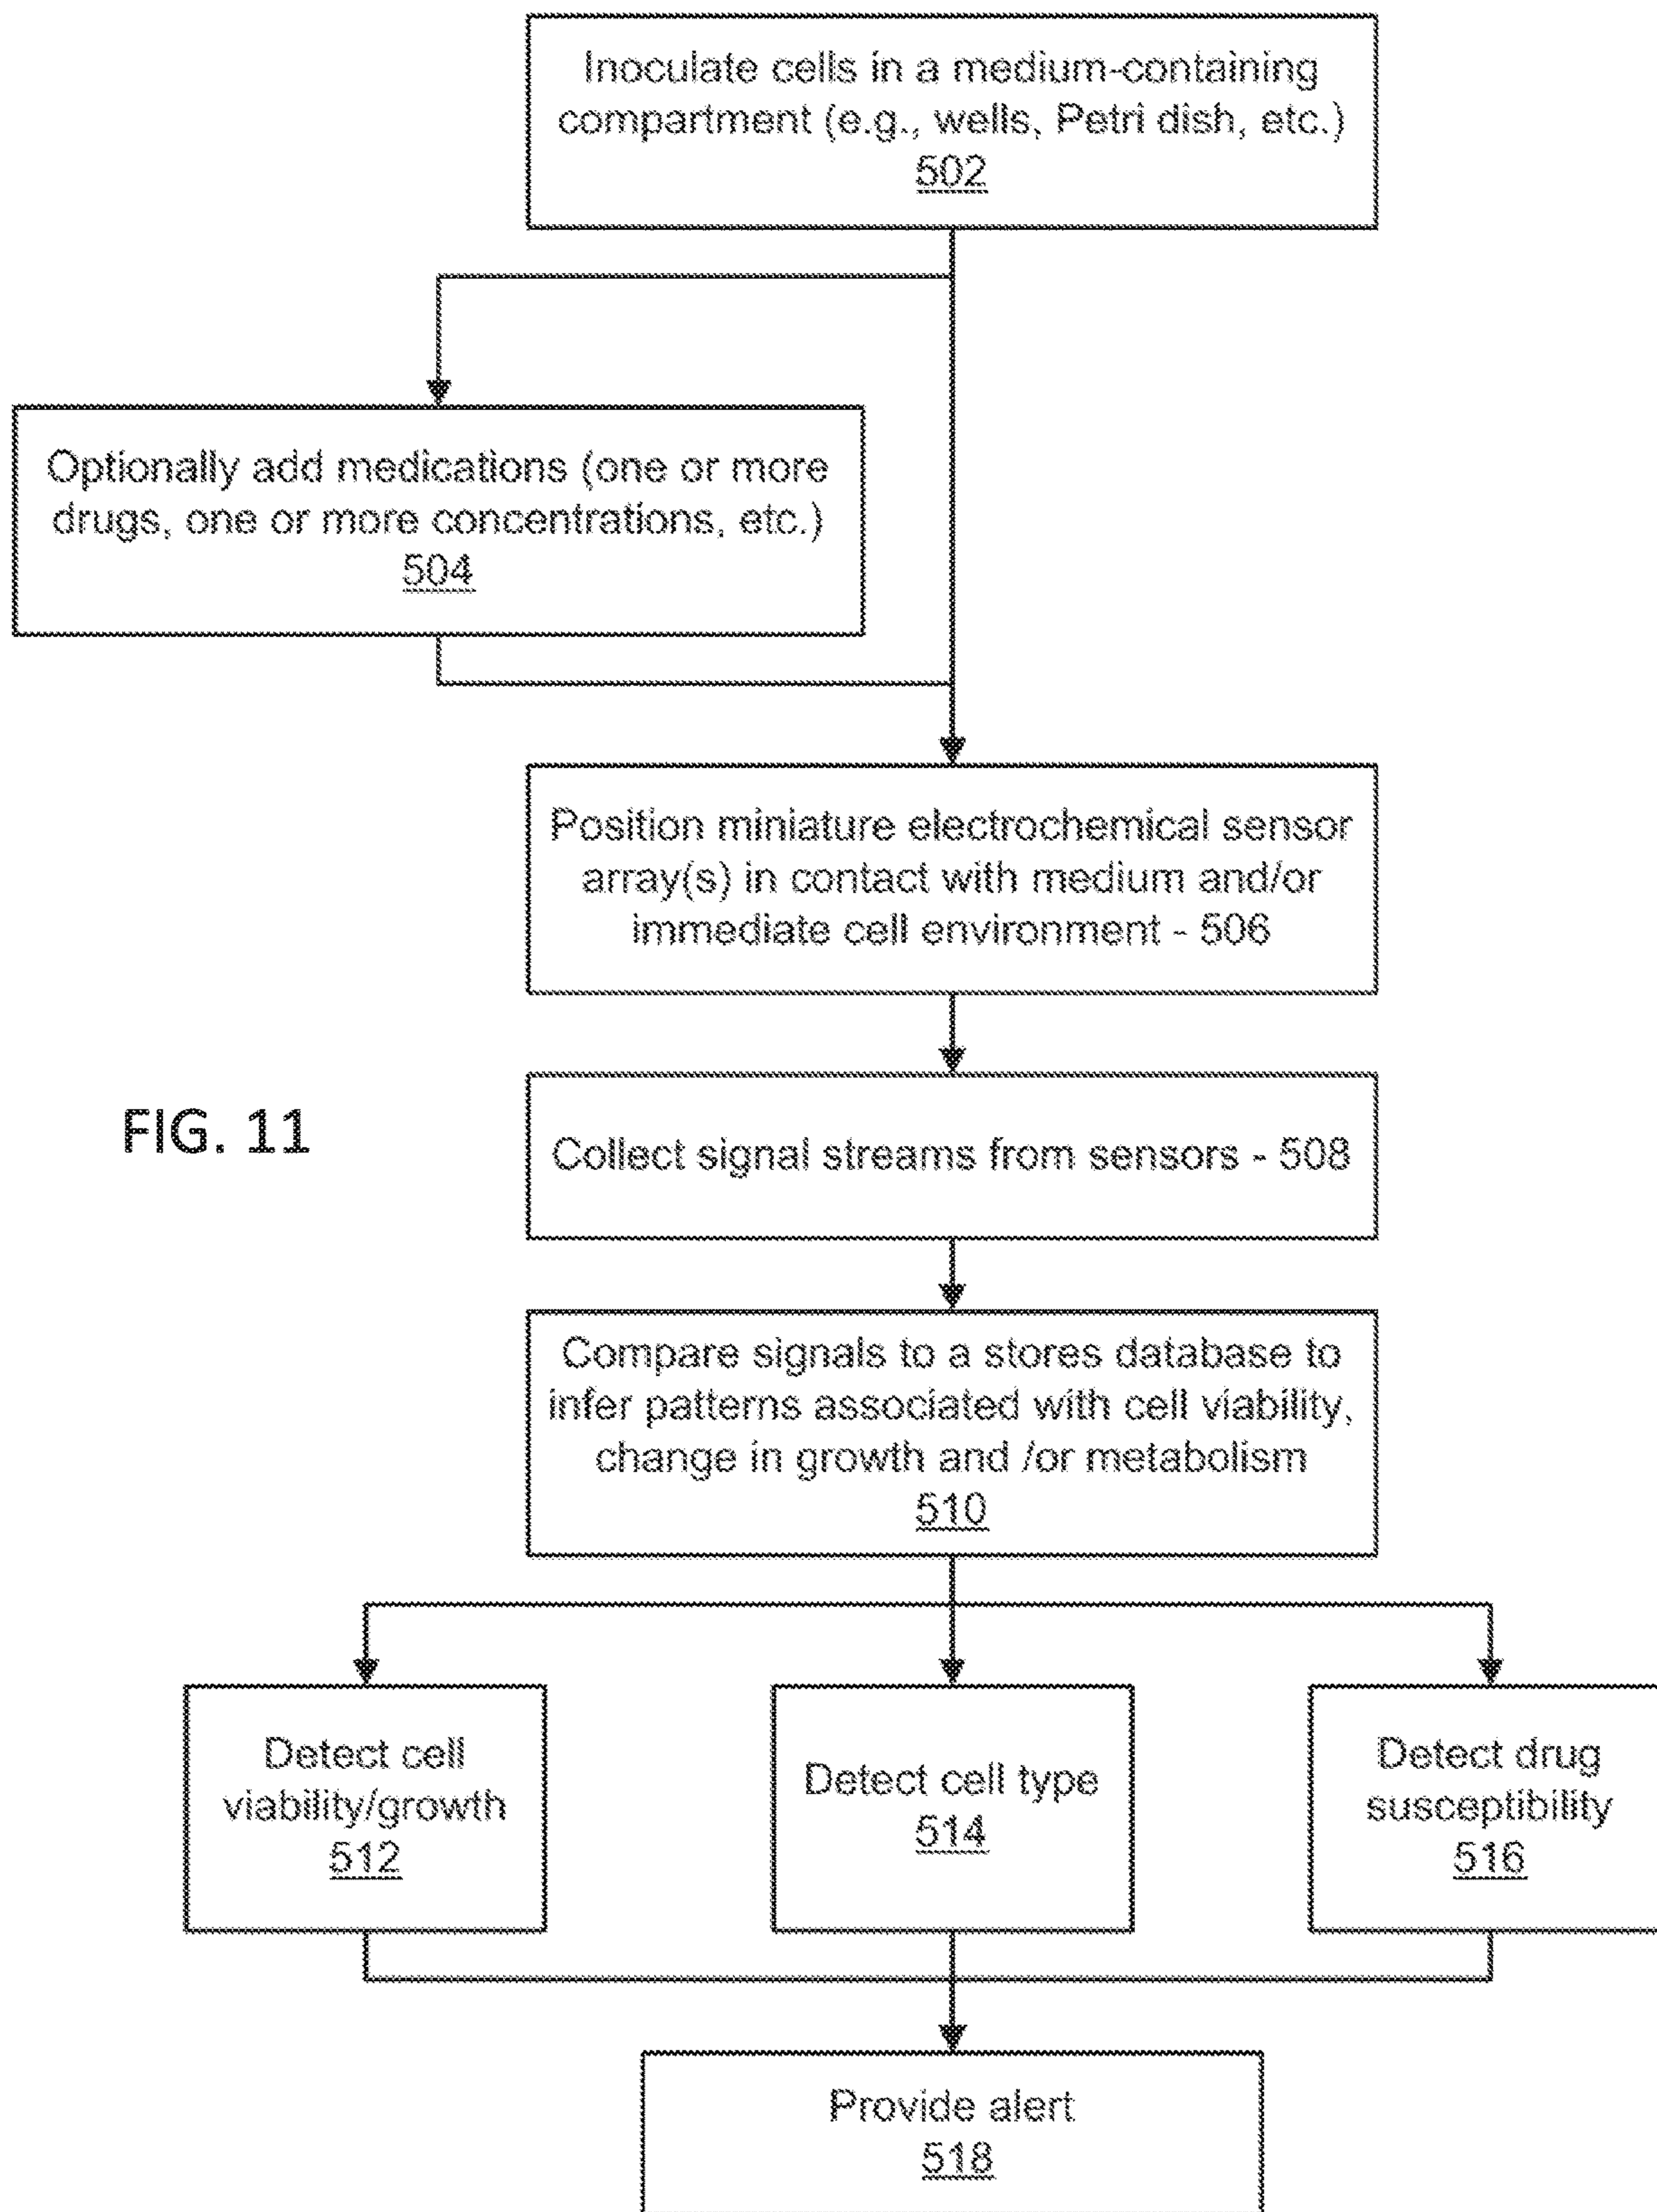 Inoculate cells in a medium-containing
compartment (e.g., wells, Petri dish, etc.)
502
Optionally add medications (one or more
drugs, one or more concentrations, etc.)
504
Position miniature electrochemical sensor
array(s) in contact with medium and/or
immediate cell environment - 506
FIG. 11
Collect signal streams from sensors - 508
Compare signals to a stores database to
infer patterns associated with cell viability,
change in growth and /or metabolism
510
Detect cell
viability/growth
512
Detect cell type
514
Detect drug
susceptibility
516
Provide alert
518